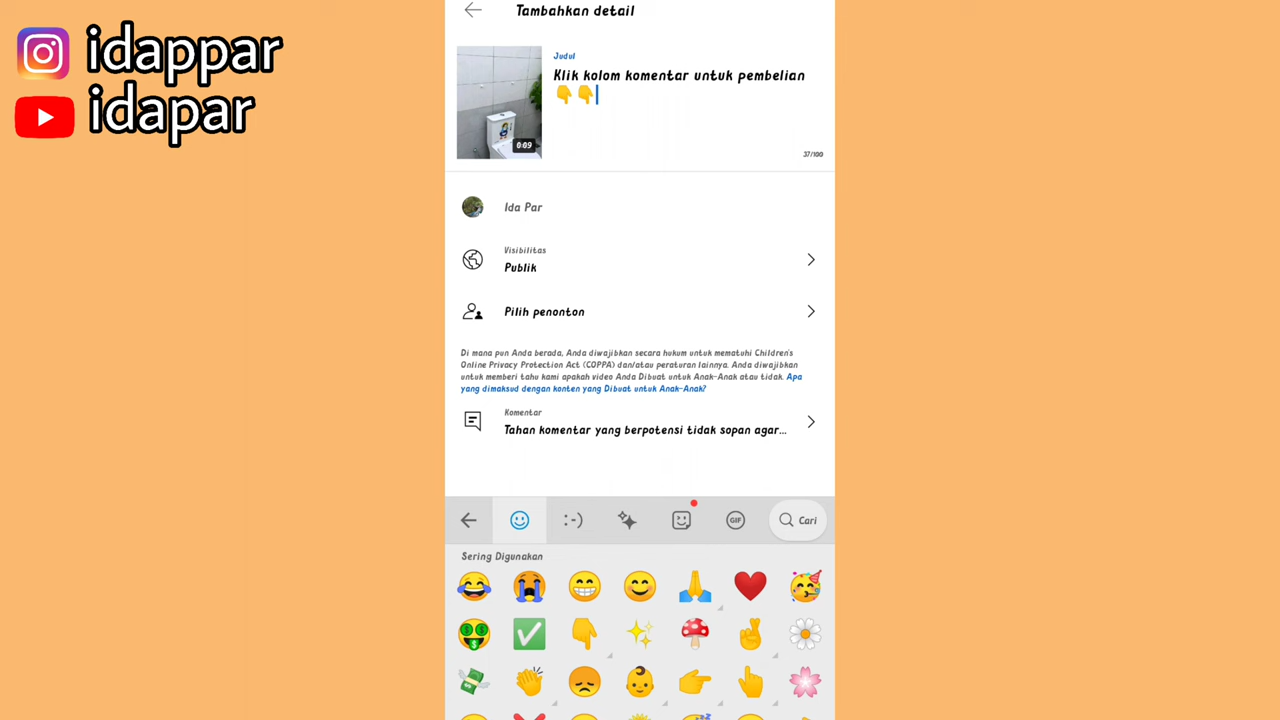 idappar
idapar
Tambahkan detail
Judul
Klik kolom komentar untuk pembelian
👇👇
0:09
37/100
Ida Par
Visibilitas
Publik
Pilih penonton
Di mana pun Anda berada, Anda diwajibkan secara hukum untuk mematuhi Children's
Online Privacy Protection Act (COPPA) dan/atau peraturan lainnya. Anda diwajibkan
untuk memberi tahu kami apakah video Anda Dibuat untuk Anak-Anak atau tidak. Apa
yang dimaksud dengan konten yang Dibuat untuk Anak-Anak?
Komentar
Tahan komentar yang berpotensi tidak sopan agar...
:-)
GIF
Cari
Sering Digunakan